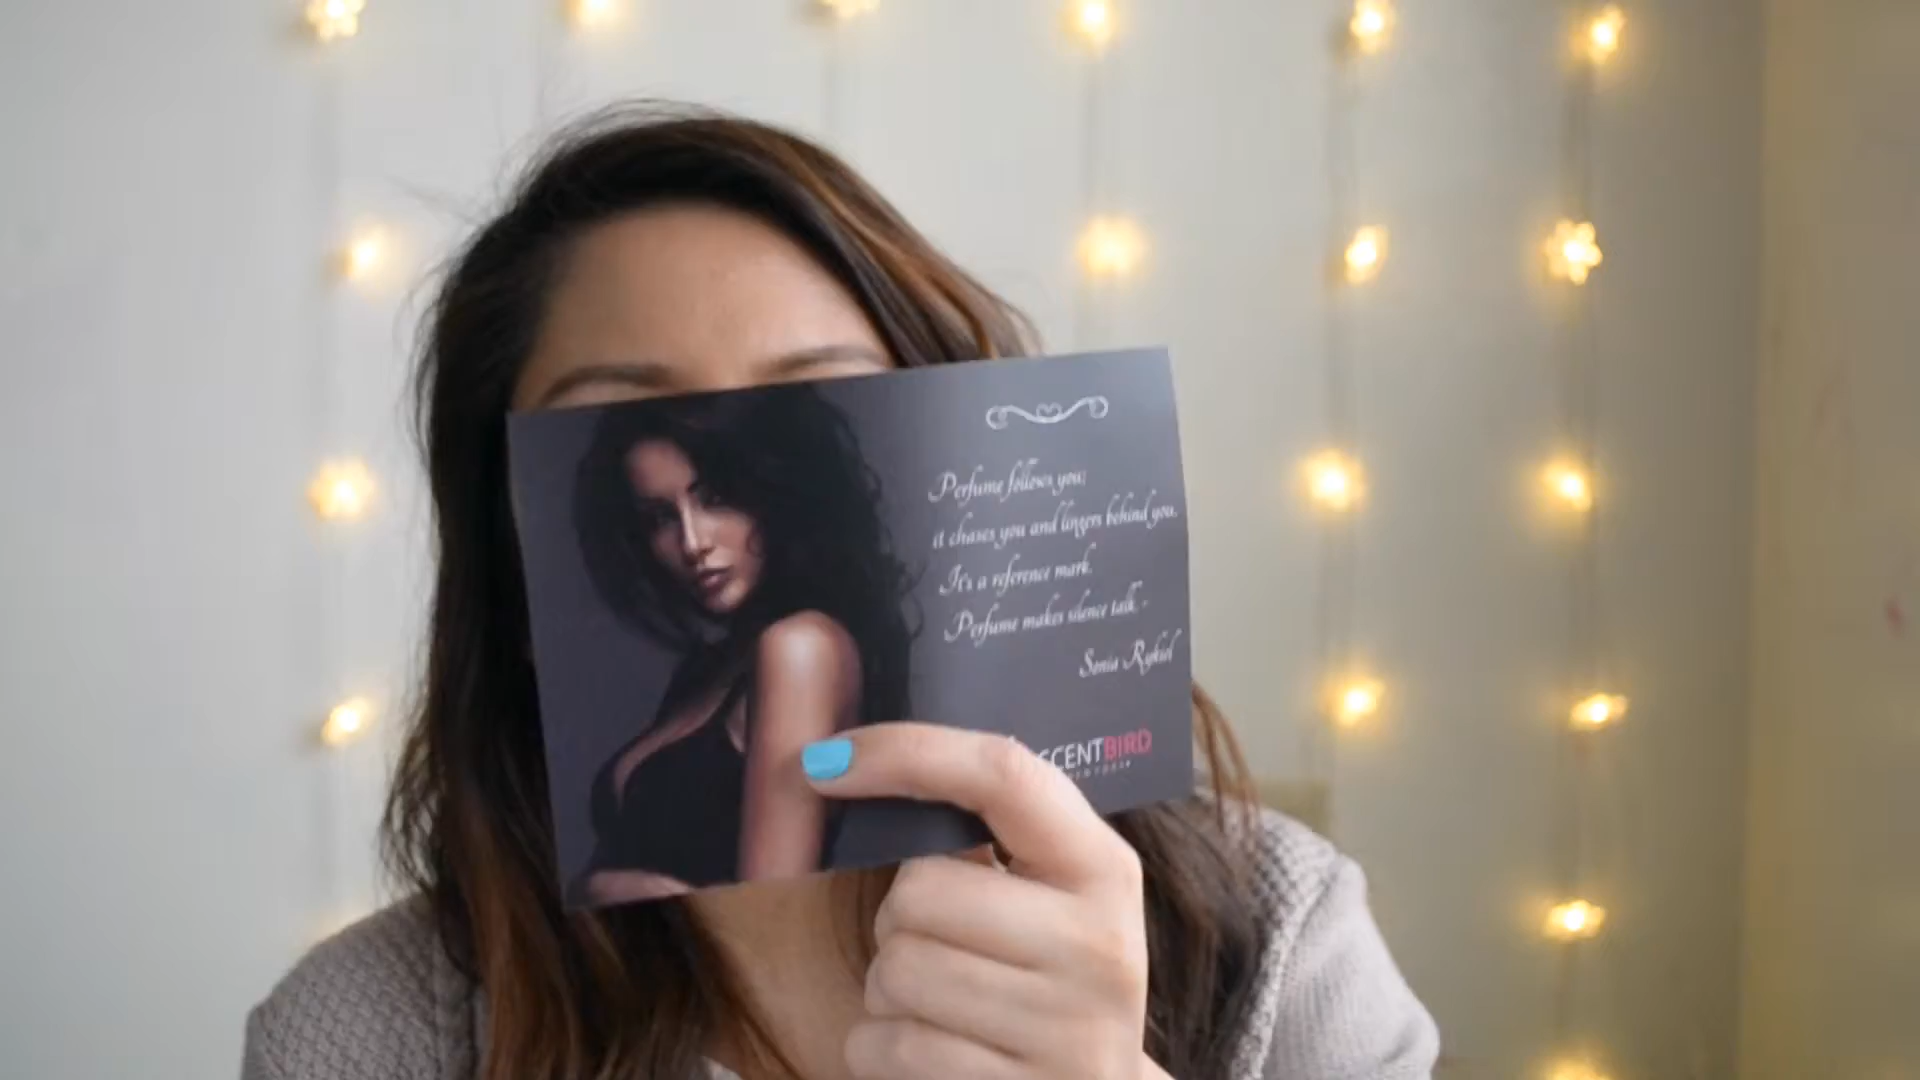 Perfume follows you;
it chases you and lingers behind you.
It's a reference mark.
Perfume makes silence talk -
Sonia Rykiel
SCENTBIRD